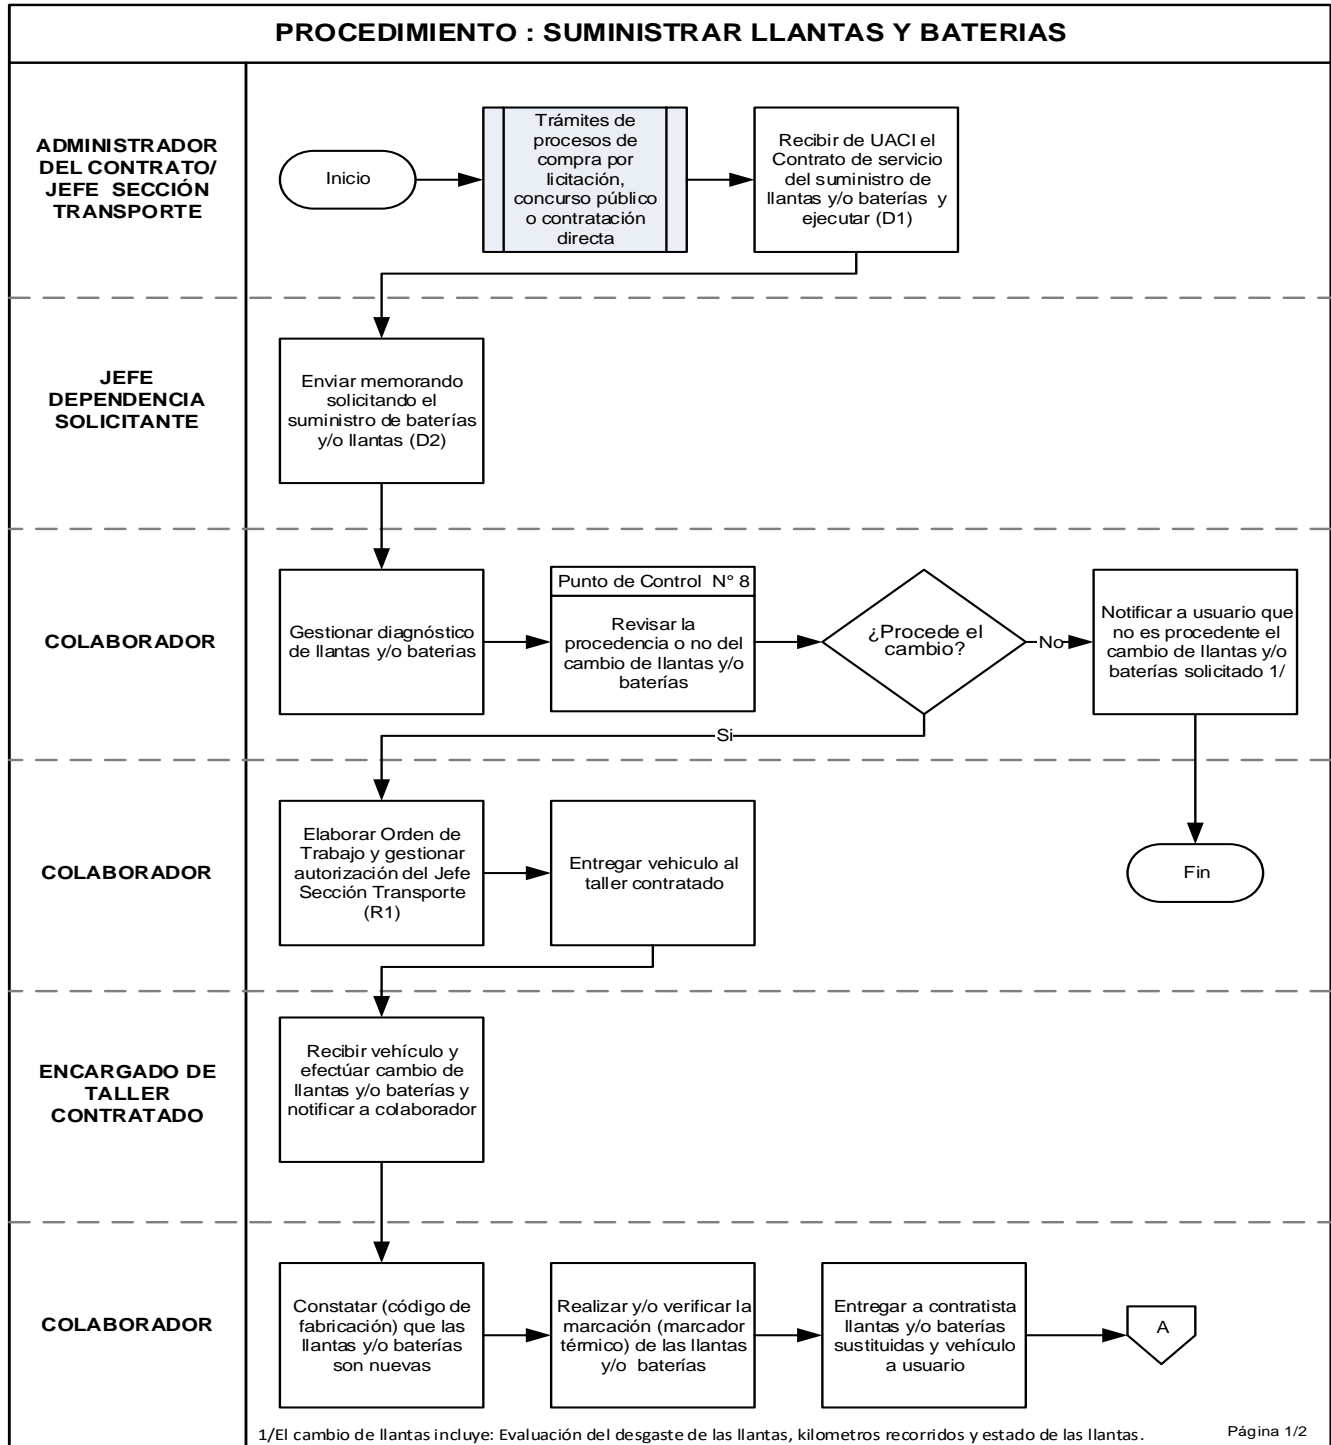 PROCEDIMIENTO : SUMINISTRAR LLANTAS Y BATERIAS
ADMINISTRADOR
DEL CONTRATO/
JEFE SECCIÓN
TRANSPORTE
Inicio
Trámites de
procesos de
compra por
licitación,
concurso público
o contratación
directa
Recibir de UACI el
Contrato de servicio
del suministro de
llantas y/o baterías y
ejecutar (D1)
JEFE
DEPENDENCIA
SOLICITANTE
Enviar memorando
solicitando el
suministro de baterías
y/o llantas (D2)
COLABORADOR
Gestionar diagnóstico
de llantas y/o baterias
Punto de Control N° 8
Revisar la
procedencia o no del
cambio de llantas y/o
baterías
¿Procede el
cambio?
No
Notificar a usuario que
no es procedente el
cambio de llantas y/o
baterías solicitado 1/
Si
COLABORADOR
Elaborar Orden de
Trabajo y gestionar
autorización del Jefe
Sección Transporte
(R1)
Entregar vehiculo al
taller contratado
Fin
ENCARGADO DE
TALLER
CONTRATADO
Recibir vehículo y
efectúar cambio de
llantas y/o baterías y
notificar a colaborador
COLABORADOR
Constatar (código de
fabricación) que las
llantas y/o baterías
son nuevas
Realizar y/o verificar la
marcación (marcador
térmico) de las llantas
y/o baterías
Entregar a contratista
llantas y/o baterías
sustituidas y vehículo
a usuario
A
1/El cambio de llantas incluye: Evaluación del desgaste de las llantas, kilometros recorridos y estado de las llantas.
Página 1/2